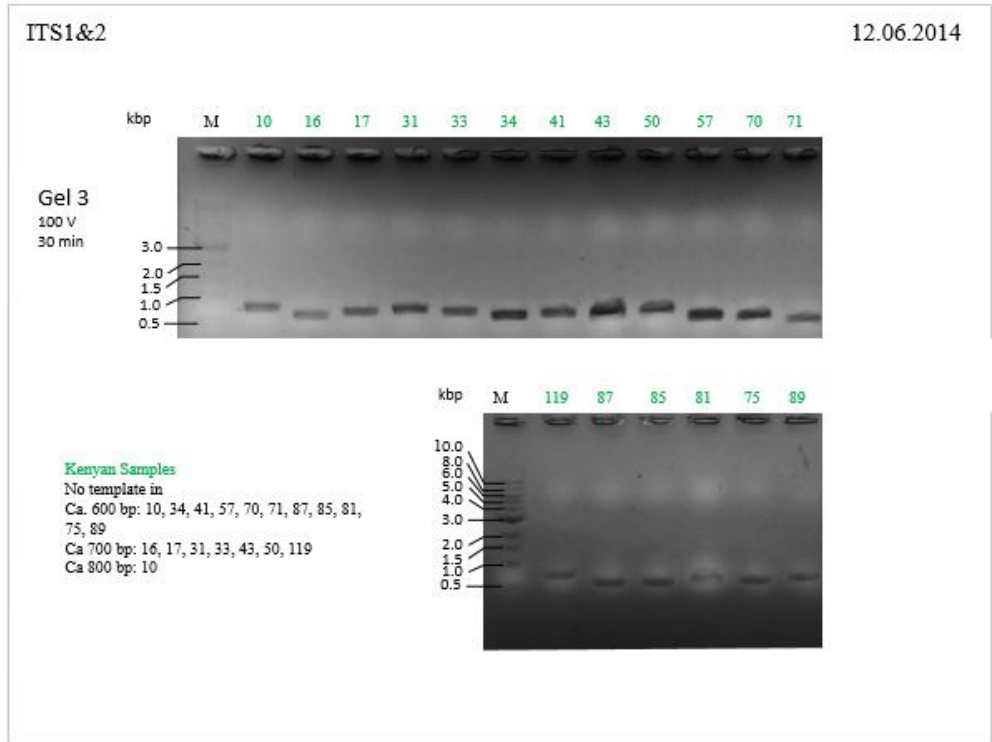 ITS1&2
12.06.2014
kbp M 10 16 17 31 33 34 41 43 50 57 70 71
Gel 3
100 V
30 min
3.0
2.0
1.5
1.0
0.5
kbp M 119 87 85 81 75 89
10.0
8.0
6.0
5.0
4.0
3.0
2.0
1.5
1.0
0.5
Kenyan Samples
No template in
Ca. 600 bp: 10, 34, 41, 57, 70, 71, 87, 85, 81,
75, 89
Ca 700 bp: 16, 17, 31, 33, 43, 50, 119
Ca 800 bp: 10